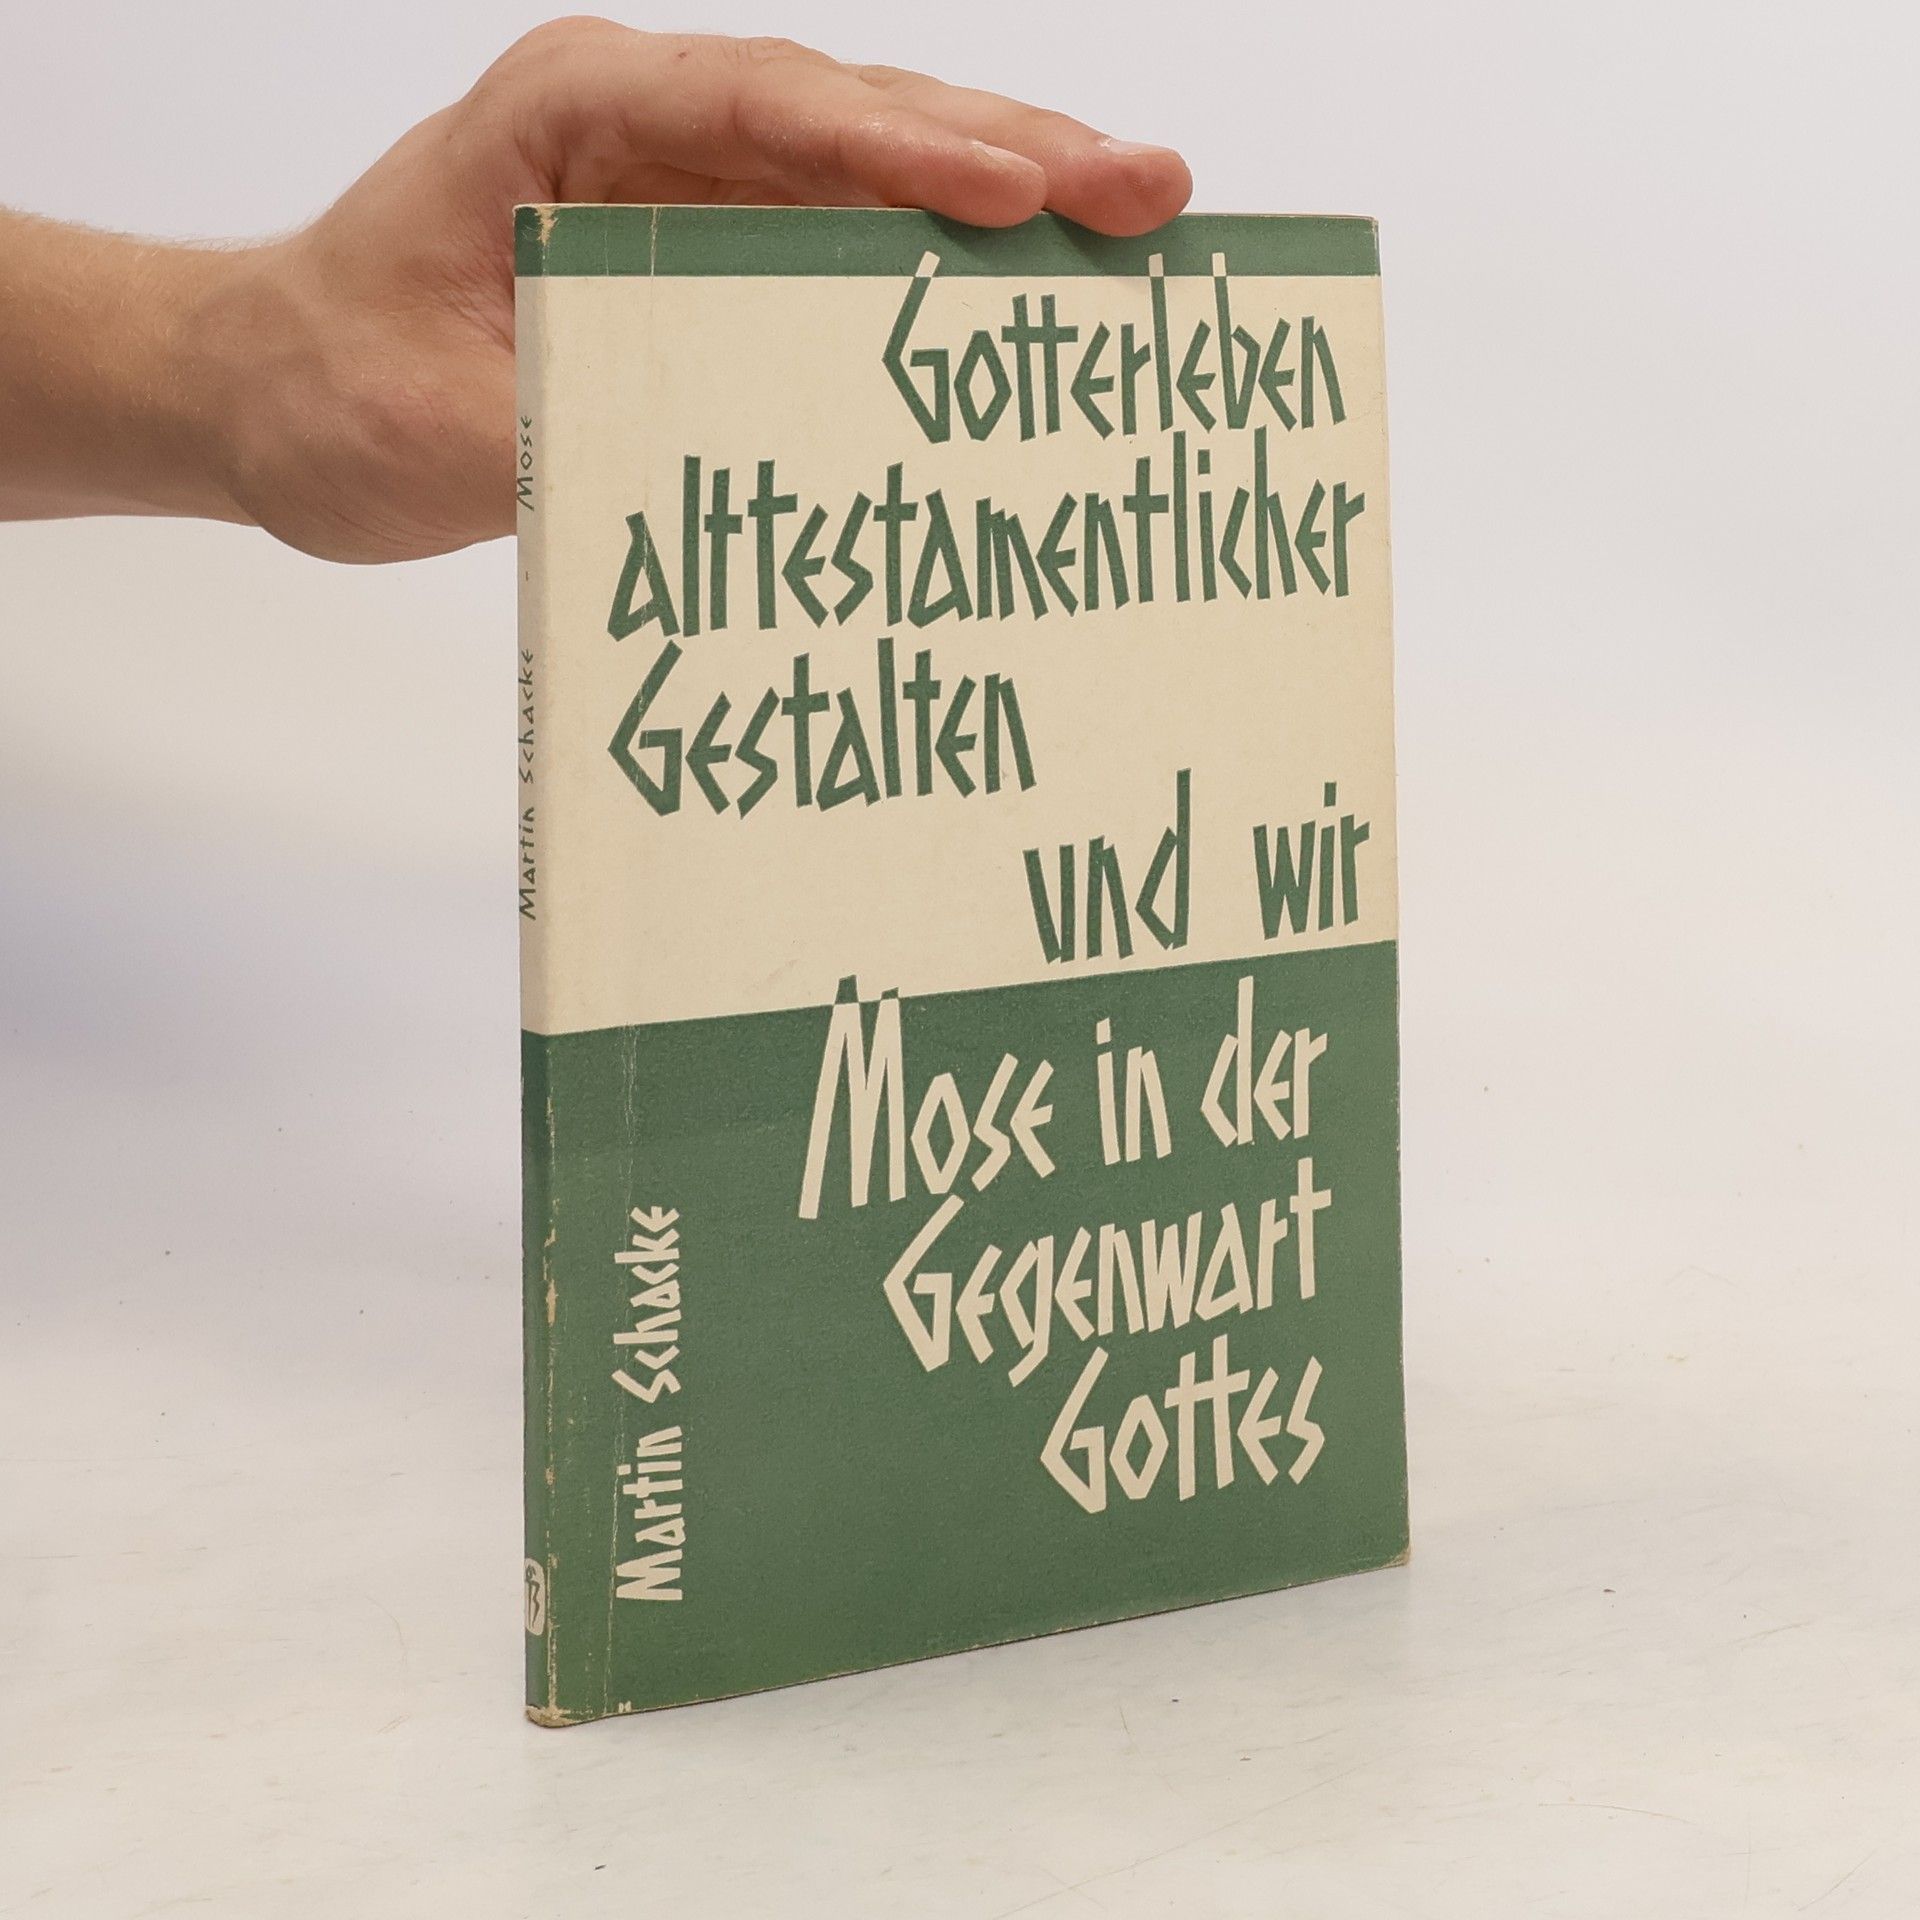 Gotterleben
alttestamentlicher
Gestalten
und wir
Mose in der
Gegenwart
Gottes
Martin Schacke
Martin Schacke - Mose